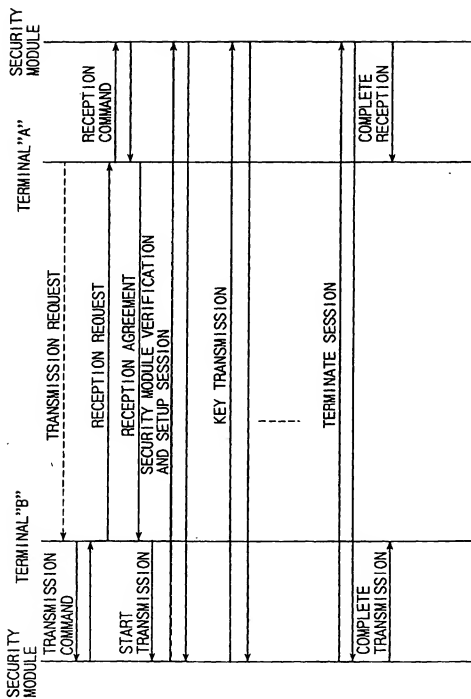 SECURITY
MODULE
TERMINAL"B"
TERMINAL"A"
SECURITY
MODULE
TRANSMISSION REQUEST
TRANSMISSION
COMMAND
RECEPTION REQUEST
RECEPTION
COMMAND
RECEPTION AGREEMENT
START
TRANSMISSION
SECURITY MODULE VERIFICATION
AND SETUP SESSION
KEY TRANSMISSION
TERMINATE SESSION
COMPLETE
TRANSMISSION
COMPLETE
RECEPTION